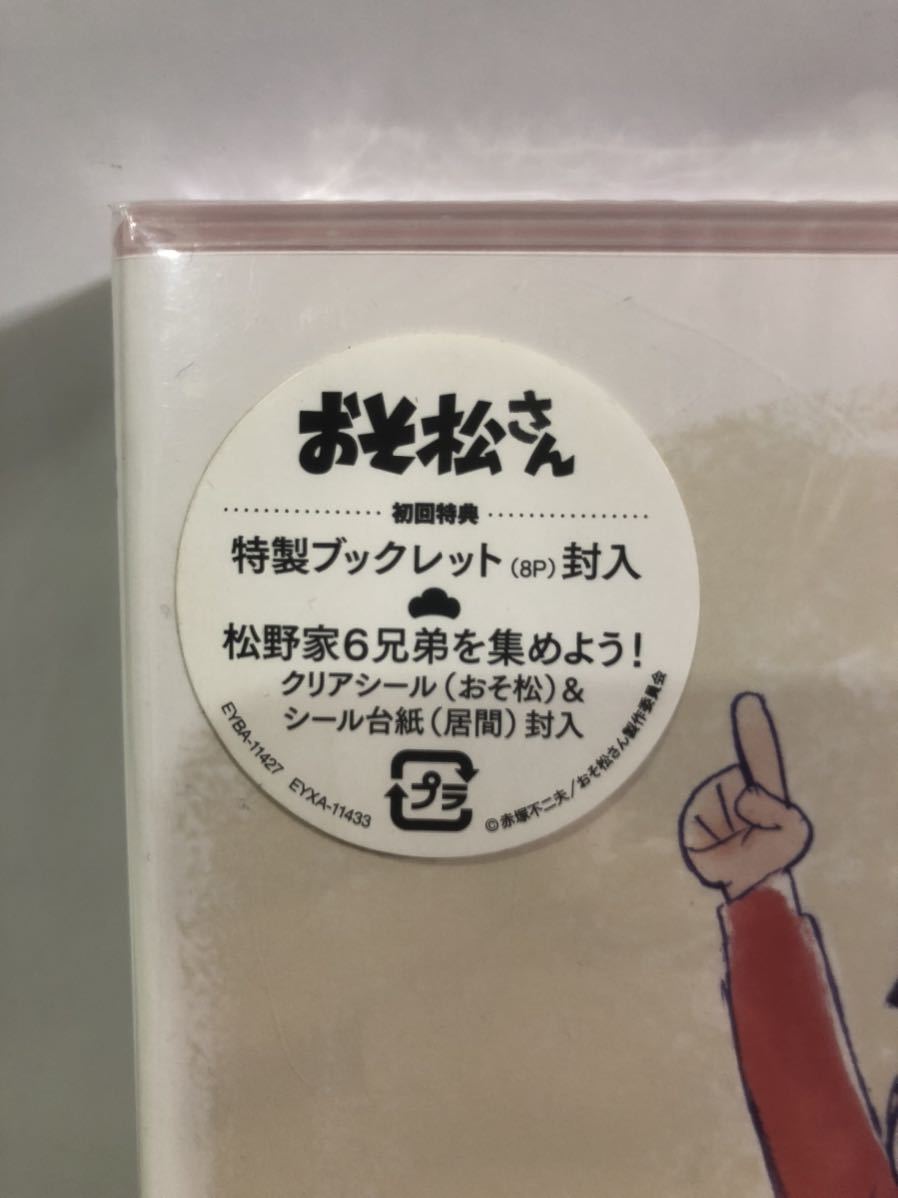 おそ松さん
初回特典
特製ブックレット(8P)封入
松野家6兄弟を集めよう!
クリアシール(おそ松)&
シール台紙(居間)封入
EYBA-11427 EYXA-11433
プラ
©赤塚不二夫/おそ松さん製作委員会